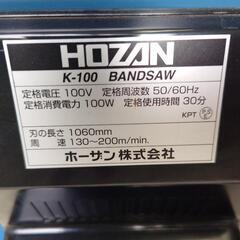 HOZAN
K-100 BANDSAW
定格電圧 100V 定格周波数 50/60Hz
定格消費電力 100W 定格使用時間 30分
KPT
刃の長さ 1060mm
周 速 130～200m/min.
ホーザン株式会社